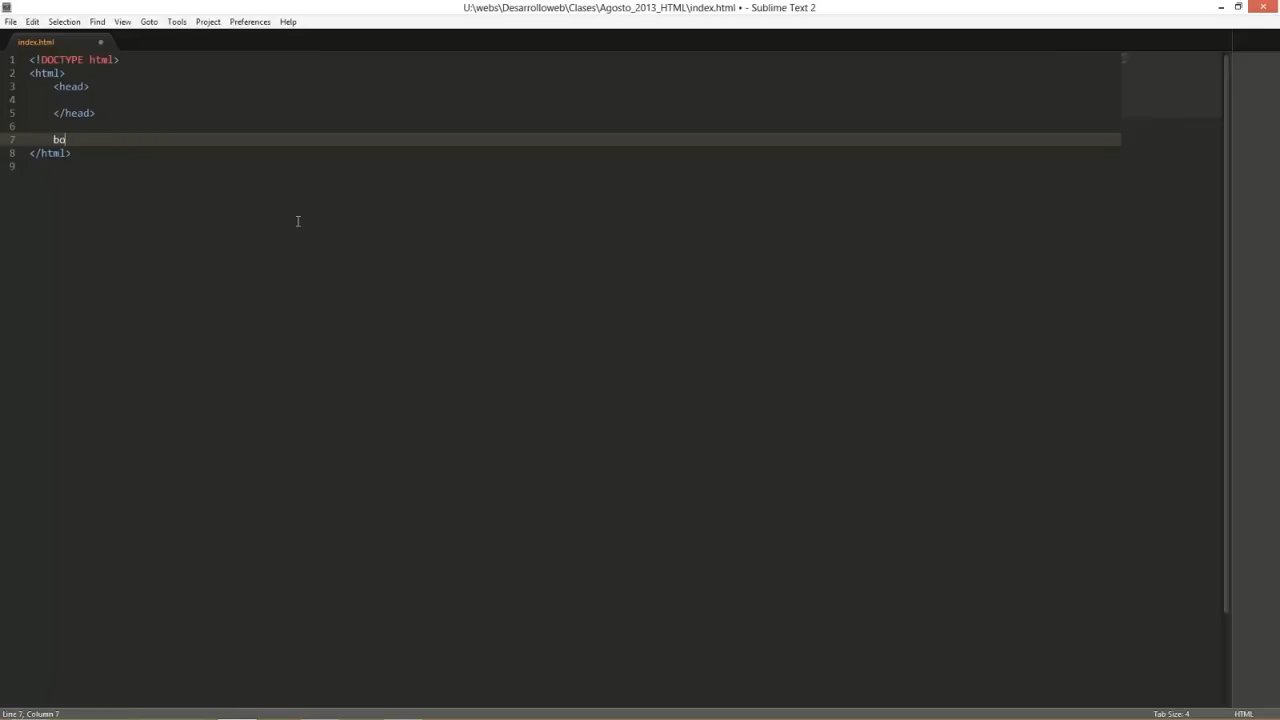 U:\webs\Desarrolloweb\Clases\Agosto_2013_HTML\index.html • - Sublime Text 2
File Edit Selection Find View Goto Tools Project Preferences Help
index.html
1 <!DOCTYPE html>
2 <html>
3 <head>
4
5 </head>
6
7 bo
8 </html>
9
Line 7, Column 7
Tab Size: 4 HTML